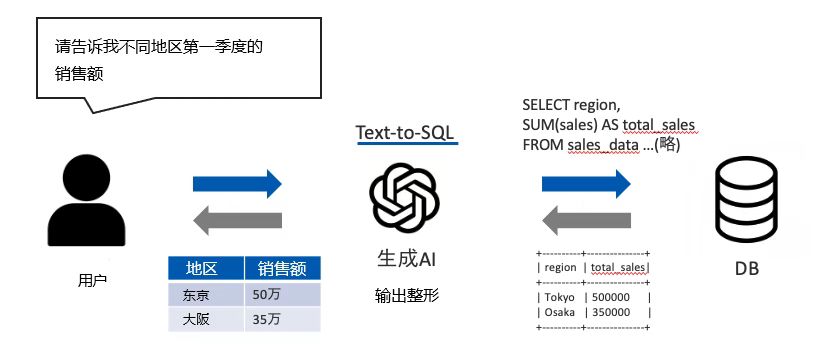 请告诉我不同地区第一季度的
销售额
Text-to-SQL
SELECT region,
SUM(sales) AS total_sales
FROM sales_data ...(略)
用户
生成AI
输出整形
DB
地区 销售额
东京 50万
大阪 35万
+----------+---------------+
| region | total_sales|
+----------+---------------+
| Tokyo | 500000 |
| Osaka | 350000 |
+----------+---------------+